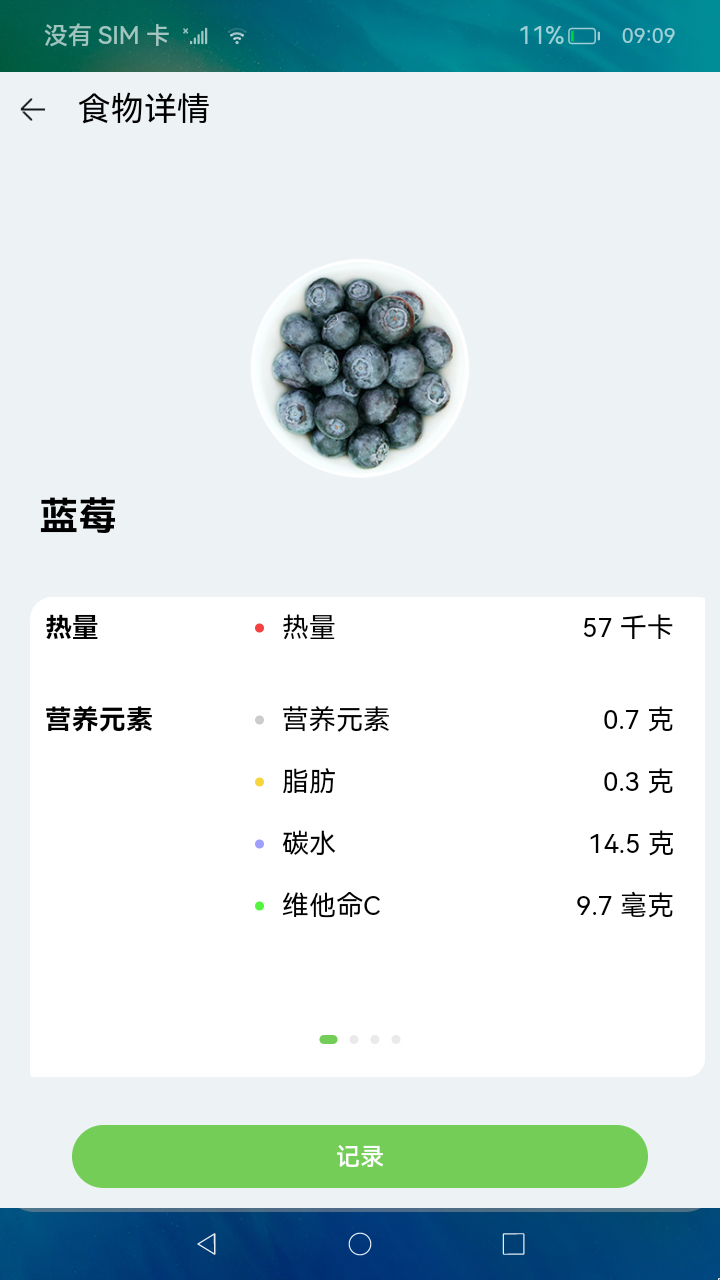 没有 SIM 卡 11% 09:09
食物详情
蓝莓
热量 热量 57 千卡
营养元素 营养元素 0.7 克
脂肪 0.3 克
碳水 14.5 克
维他命C 9.7 毫克
记录